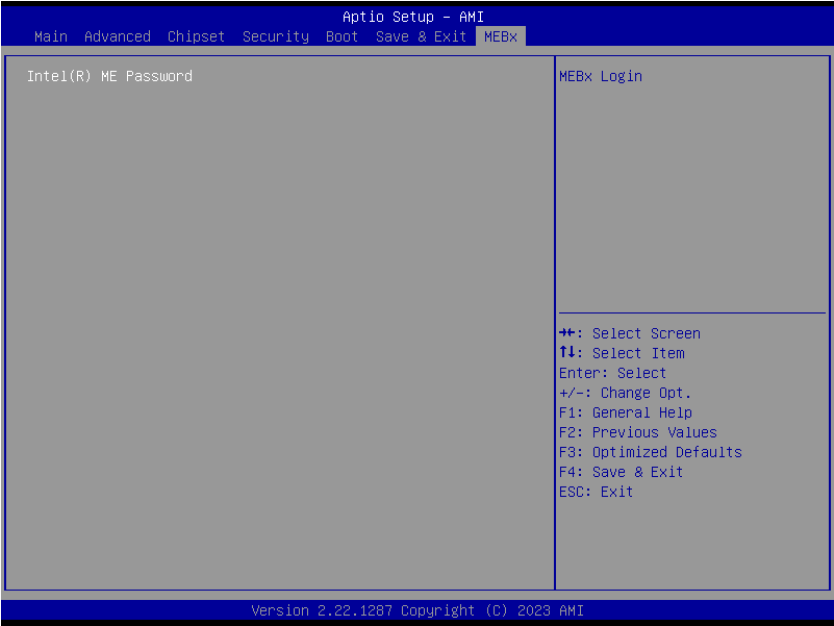 Aptio Setup - AMI
Main Advanced Chipset Security Boot Save & Exit MEBx
Intel(R) ME Password
MEBx Login
→←: Select Screen
↑↓: Select Item
Enter: Select
+/-: Change Opt.
F1: General Help
F2: Previous Values
F3: Optimized Defaults
F4: Save & Exit
ESC: Exit
Version 2.22.1287 Copyright (C) 2023 AMI